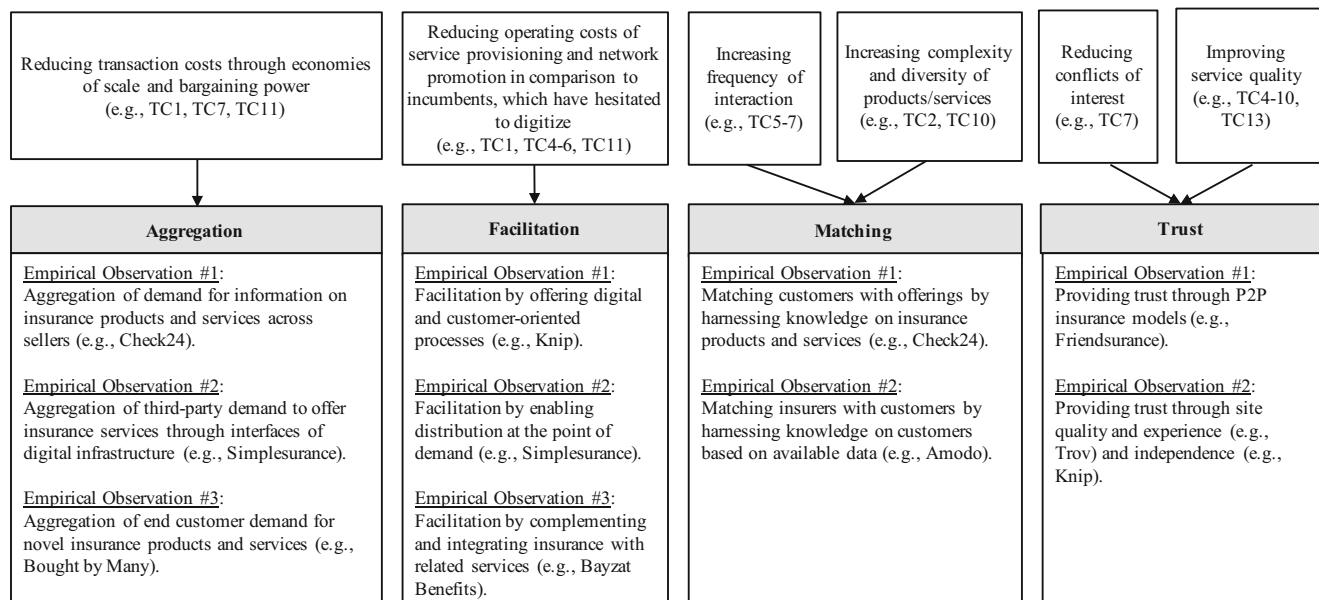 Reducing transaction costs through economies
of scale and bargaining power
(e.g., TC1, TC7, TC11)
Reducing operating costs of
service provisioning and network
promotion in comparison to
incumbents, which have hesitated
to digitize
(e.g., TC1, TC4-6, TC11)
Increasing
frequency of
interaction
(e.g., TC5-7)
Increasing complexity
and diversity of
products/services
(e.g., TC2, TC10)
Reducing
conflicts of
interest
(e.g., TC7)
Improving
service quality
(e.g., TC4-10,
TC13)
Aggregation
Empirical Observation #1:
Aggregation of demand for information on
insurance products and services across
sellers (e.g., Check24).
Empirical Observation #2:
Aggregation of third-party demand to offer
insurance services through interfaces of
digital infrastructure (e.g., Simplesurance).
Empirical Observation #3:
Aggregation of end customer demand for
novel insurance products and services (e.g.,
Bought by Many).
Facilitation
Empirical Observation #1:
Facilitation by offering digital
and customer-oriented
processes (e.g., Knip).
Empirical Observation #2:
Facilitation by enabling
distribution at the point of
demand (e.g., Simplesurance).
Empirical Observation #3:
Facilitation by complementing
and integrating insurance with
related services (e.g., Bayzat
Benefits).
Matching
Empirical Observation #1:
Matching customers with offerings by
harnessing knowledge on insurance
products and services (e.g., Check24).
Empirical Observation #2:
Matching insurers with customers by
harnessing knowledge on customers
based on available data (e.g., Amodo).
Trust
Empirical Observation #1:
Providing trust through P2P
insurance models (e.g.,
Friendsurance).
Empirical Observation #2:
Providing trust through site
quality and experience (e.g.,
Trov) and independence (e.g.,
Knip).